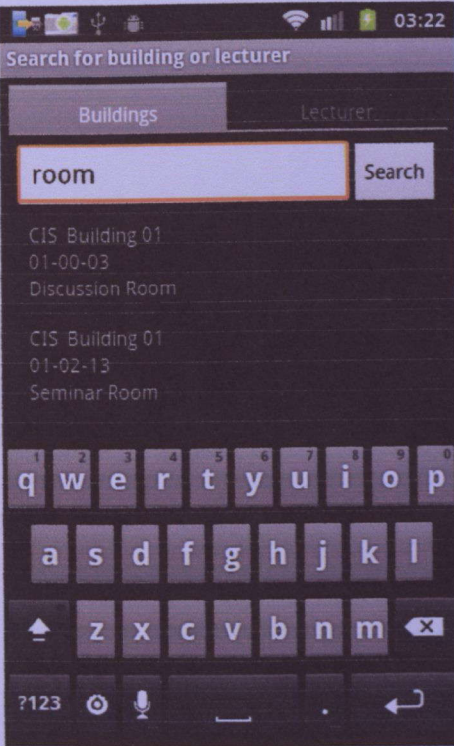 03:22
Search for building or lecturer
Buildings Lecturer
room Search
CIS Building 01
01-00-03
Discussion Room
CIS Building 01
01-02-13
Seminar Room
1 2 3 4 5 6 7 8 9 0
q w e r t y u i o p
a s d f g h j k l
z x c v b n m
?123 .